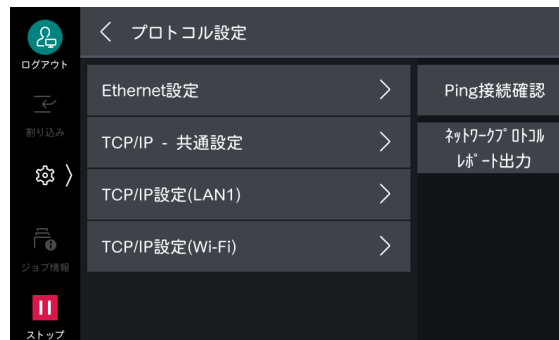 プロトコル設定
ログアウト
割り込み
ジョブ情報
ストップ
Ethernet設定
TCP/IP - 共通設定
TCP/IP設定(LAN1)
TCP/IP設定(Wi-Fi)
Ping接続確認
ﾈｯﾄﾜｰｸﾌﾟﾛﾄｺﾙ
ﾚﾎﾟｰﾄ出力